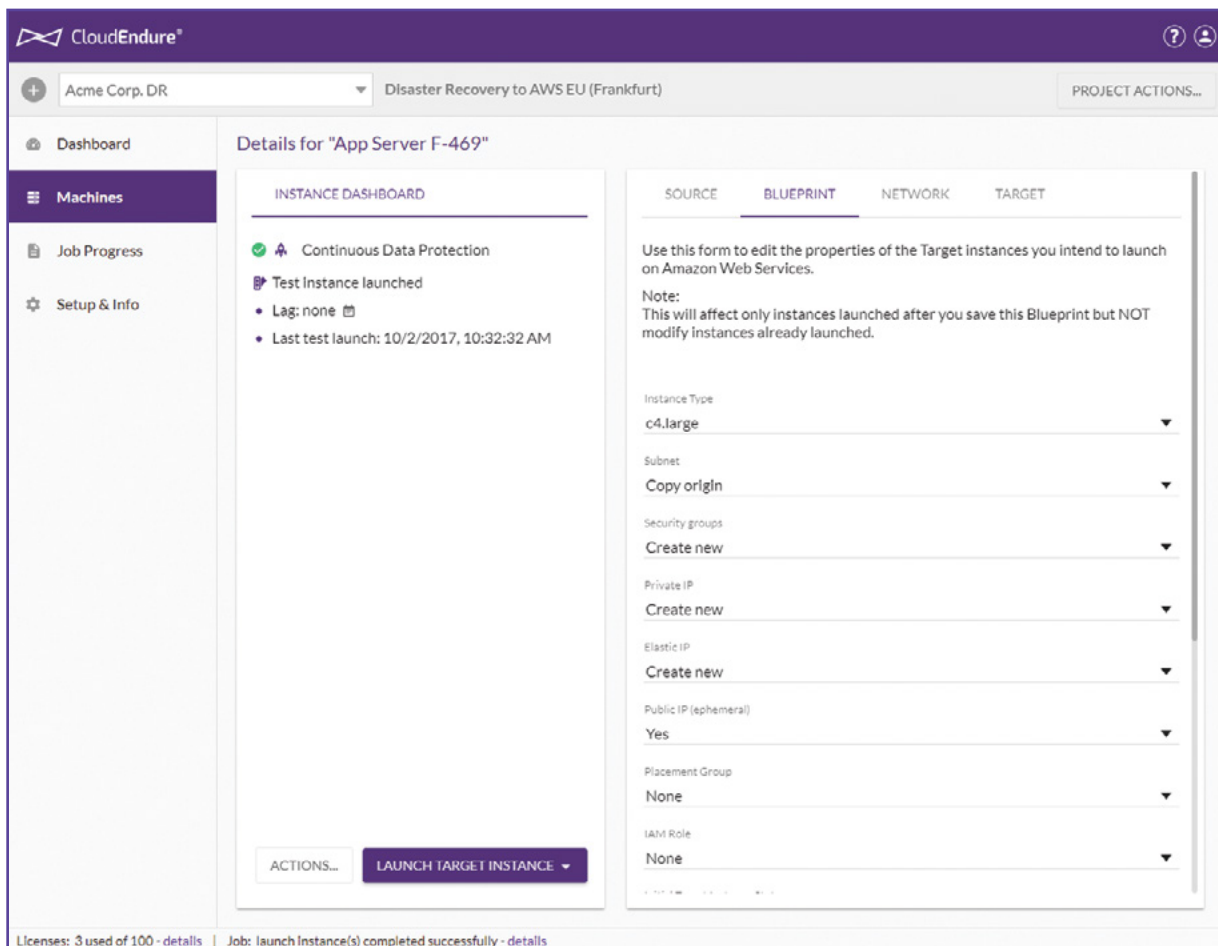 CloudEndure®
?
Acme Corp. DR
Disaster Recovery to AWS EU (Frankfurt)
PROJECT ACTIONS...
Dashboard
Machines
Job Progress
Setup & Info
Details for "App Server F-469"
INSTANCE DASHBOARD
Continuous Data Protection
Test instance launched
• Lag: none
• Last test launch: 10/2/2017, 10:32:32 AM
ACTIONS...
LAUNCH TARGET INSTANCE
SOURCE BLUEPRINT NETWORK TARGET
Use this form to edit the properties of the Target instances you intend to launch
on Amazon Web Services.
Note:
This will affect only instances launched after you save this Blueprint but NOT
modify instances already launched.
Instance Type
c4.large
Subnet
Copy origin
Security groups
Create new
Private IP
Create new
Elastic IP
Create new
Public IP (ephemeral)
Yes
Placement Group
None
IAM Role
None
Licenses: 3 used of 100 - details | Job: launch instance(s) completed successfully - details